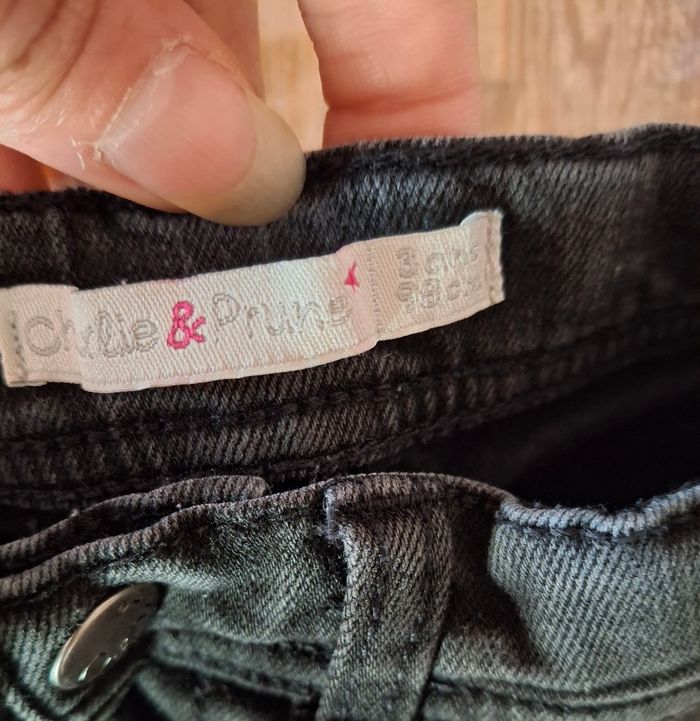 Charlie & Prune
3 ans
98 cm